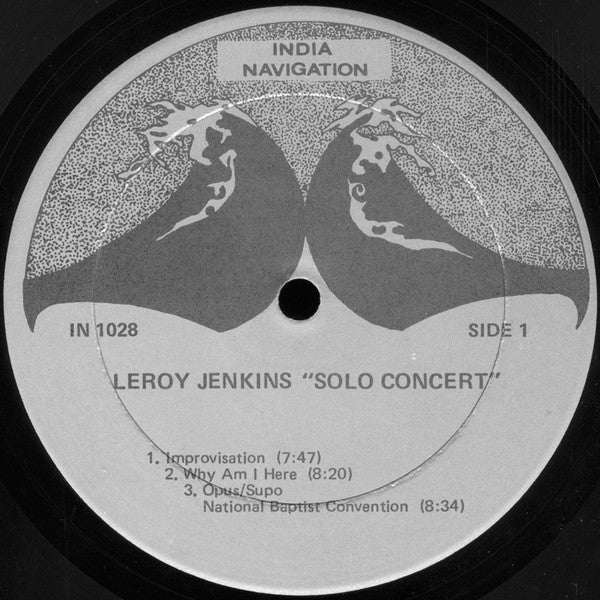 INDIA
NAVIGATION
IN 1028
SIDE 1
LEROY JENKINS "SOLO CONCERT"
1. Improvisation (7:47)
2. Why Am I Here (8:20)
3. Opus/Supo
National Baptist Convention (8:34)